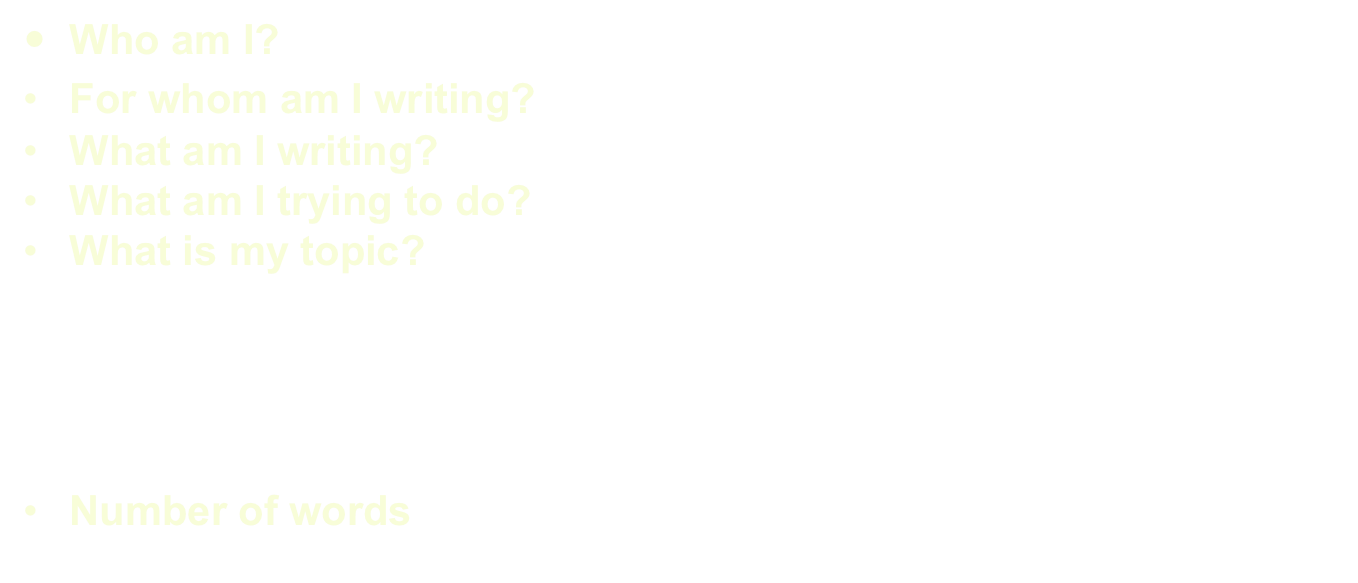 • Who am I?
• For whom am I writing?
• What am I writing?
• What am I trying to do?
• What is my topic?
• Number of words